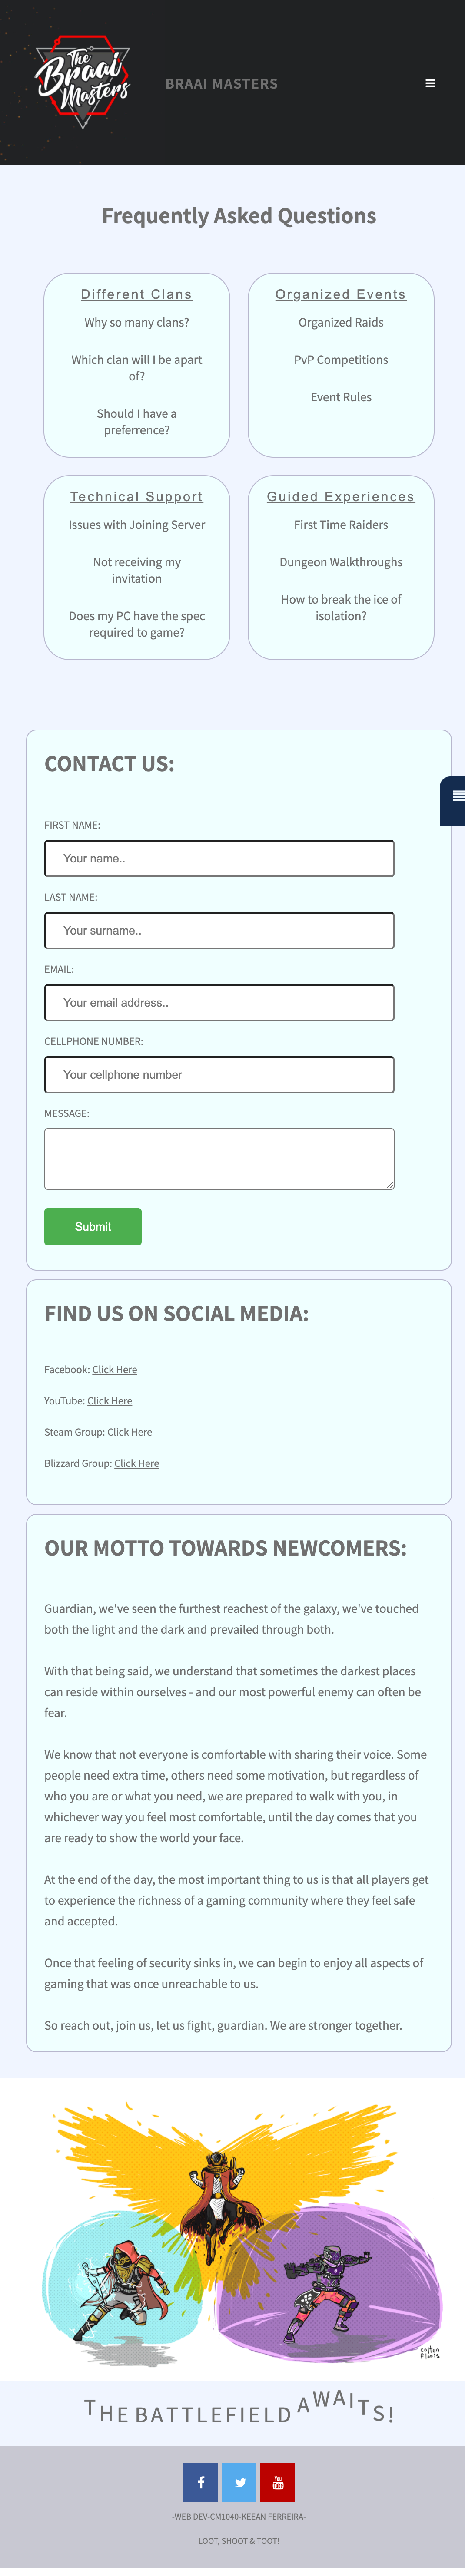 The
Braai
Masters
BRAAI MASTERS
Frequently Asked Questions
Different Clans
Why so many clans?
Which clan will I be apart
of?
Should I have a
preferrence?
Organized Events
Organized Raids
PvP Competitions
Event Rules
Technical Support
Issues with Joining Server
Not receiving my
invitation
Does my PC have the spec
required to game?
Guided Experiences
First Time Raiders
Dungeon Walkthroughs
How to break the ice of
isolation?
CONTACT US:
FIRST NAME:
Your name..
LAST NAME:
Your surname..
EMAIL:
Your email address..
CELLPHONE NUMBER:
Your cellphone number
MESSAGE:
Submit
FIND US ON SOCIAL MEDIA:
Facebook: Click Here
YouTube: Click Here
Steam Group: Click Here
Blizzard Group: Click Here
OUR MOTTO TOWARDS NEWCOMERS:
Guardian, we've seen the furthest reachest of the galaxy, we've touched
both the light and the dark and prevailed through both.
With that being said, we understand that sometimes the darkest places
can reside within ourselves - and our most powerful enemy can often be
fear.
We know that not everyone is comfortable with sharing their voice. Some
people need extra time, others need some motivation, but regardless of
who you are or what you need, we are prepared to walk with you, in
whichever way you feel most comfortable, until the day comes that you
are ready to show the world your face.
At the end of the day, the most important thing to us is that all players get
to experience the richness of a gaming community where they feel safe
and accepted.
Once that feeling of security sinks in, we can begin to enjoy all aspects of
gaming that was once unreachable to us.
So reach out, join us, let us fight, guardian. We are stronger together.
colton
floris
THE BATTLEFIELD AWAITS!
You
Tube
-WEB DEV-CM1040-KEEAN FERREIRA-
LOOT, SHOOT & TOOT!